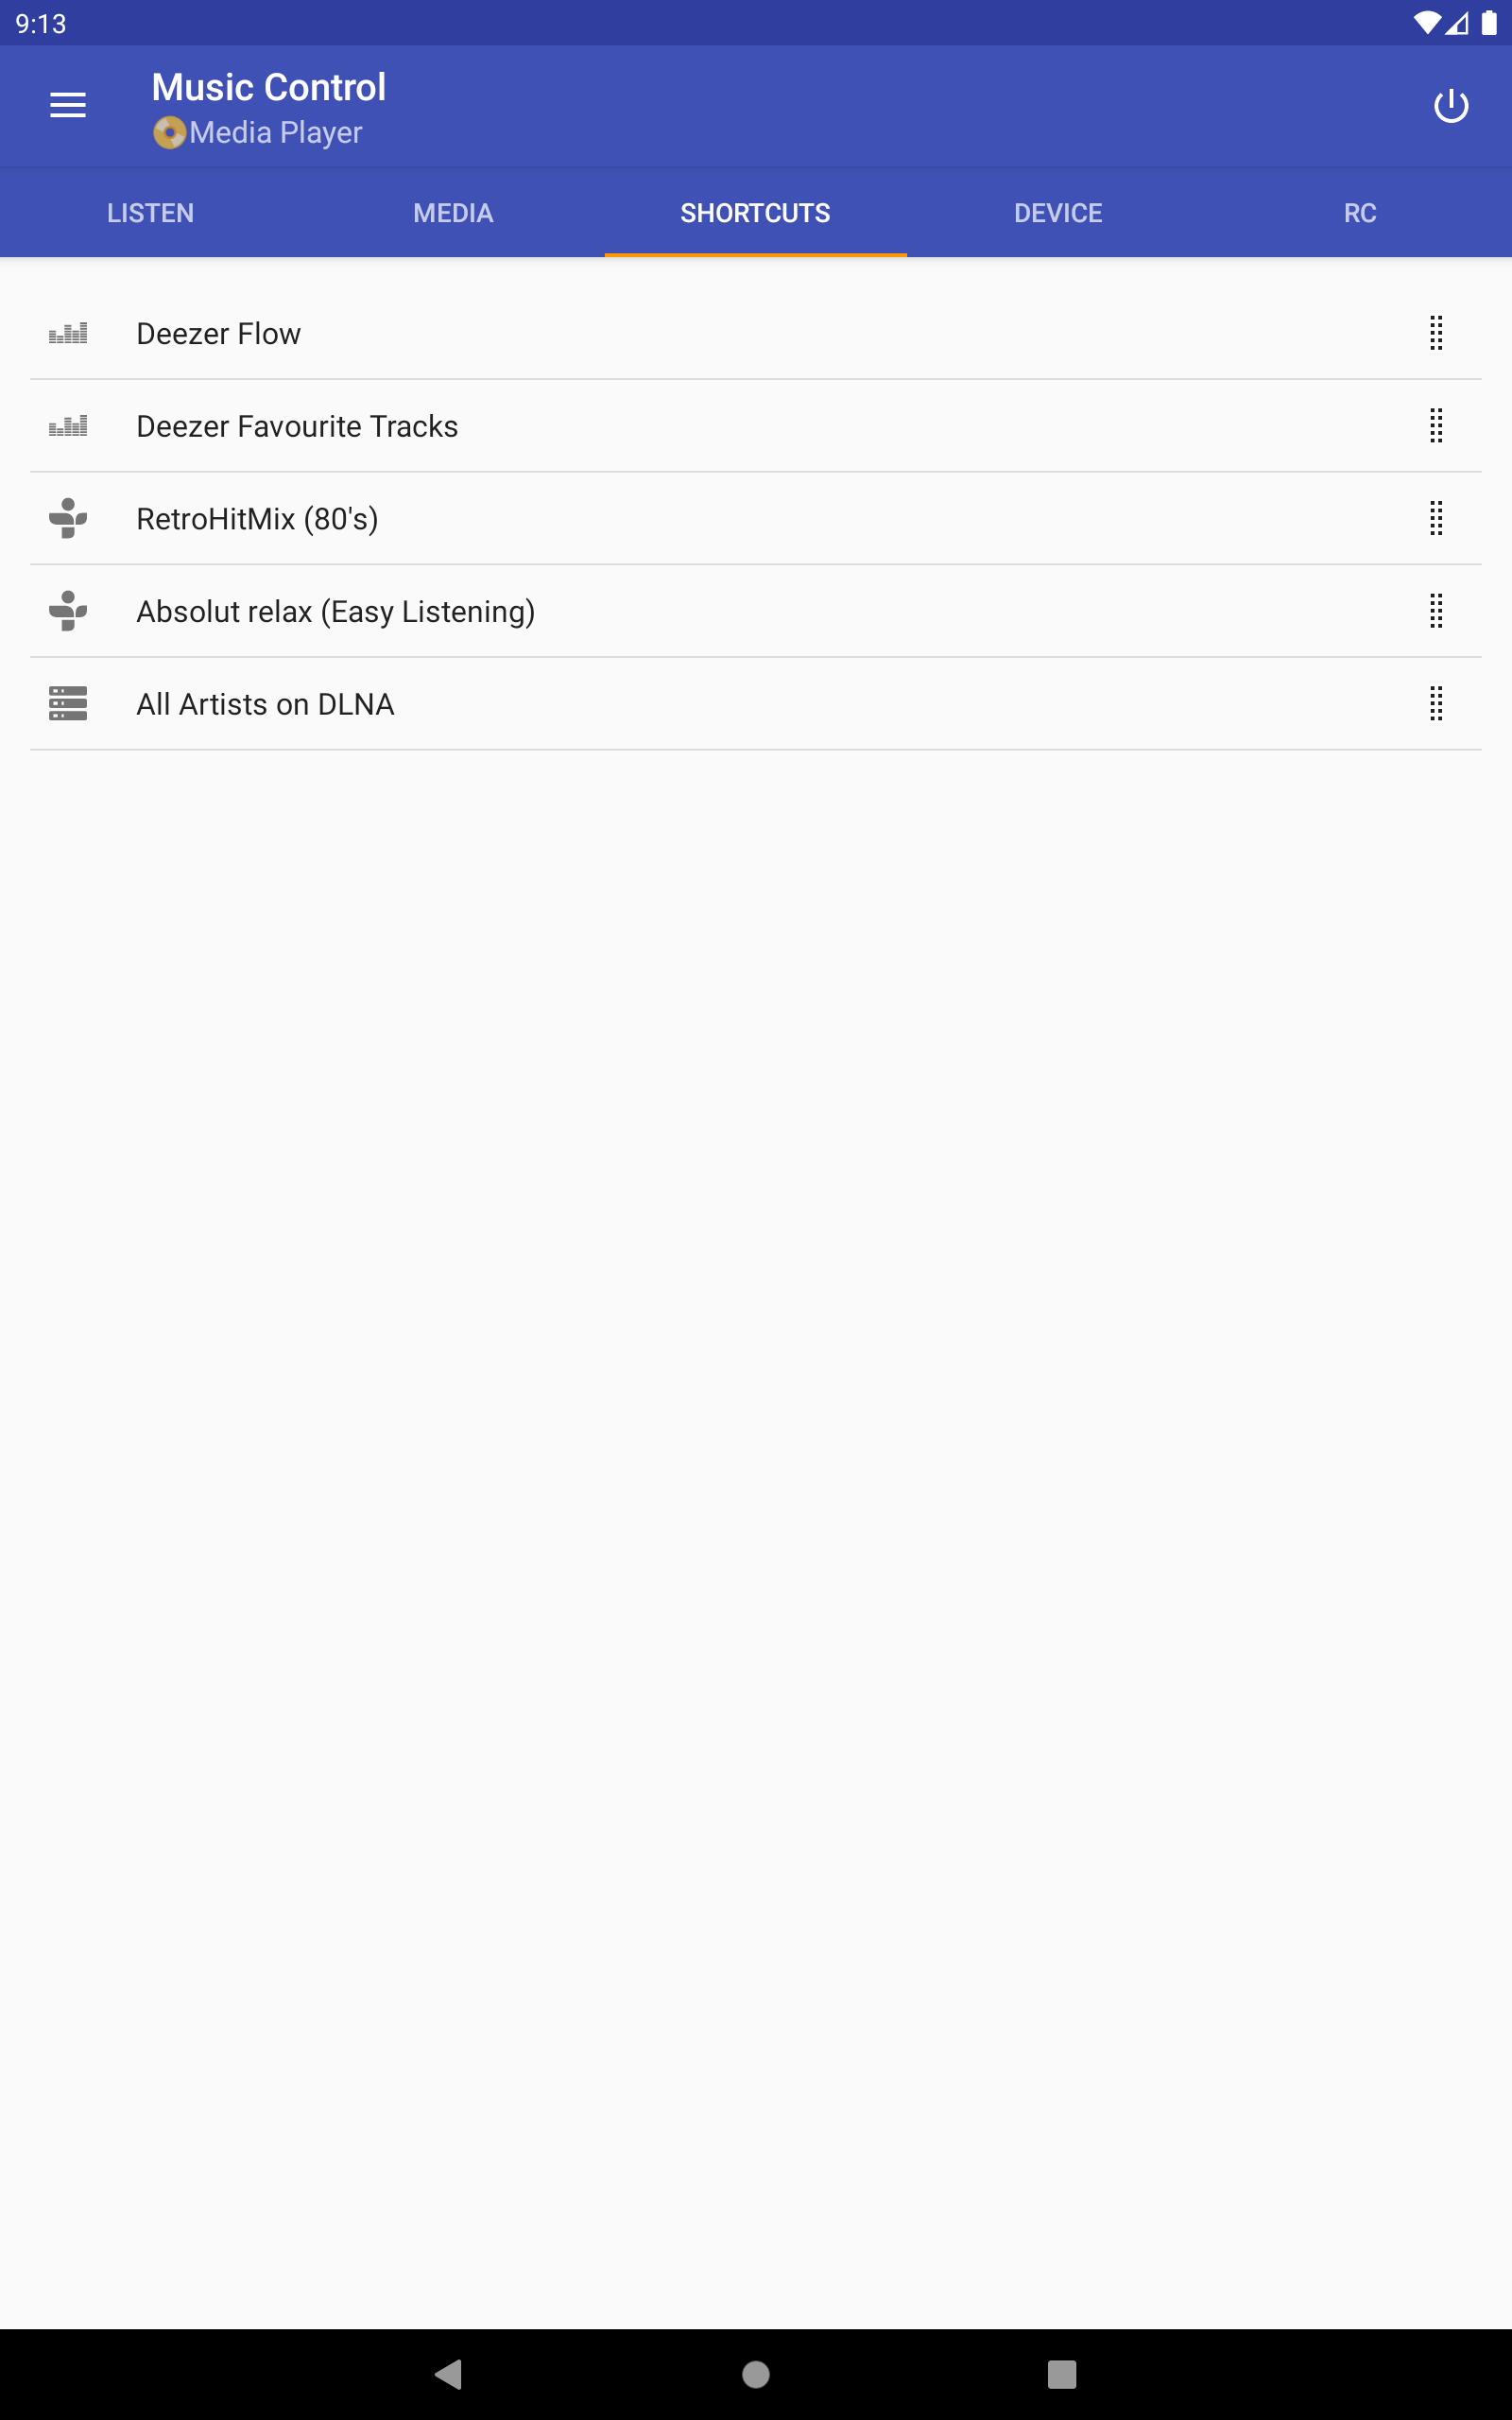 9:13
Music Control
Media Player
LISTEN MEDIA SHORTCUTS DEVICE RC
Deezer Flow
Deezer Favourite Tracks
RetroHitMix (80's)
Absolut relax (Easy Listening)
All Artists on DLNA